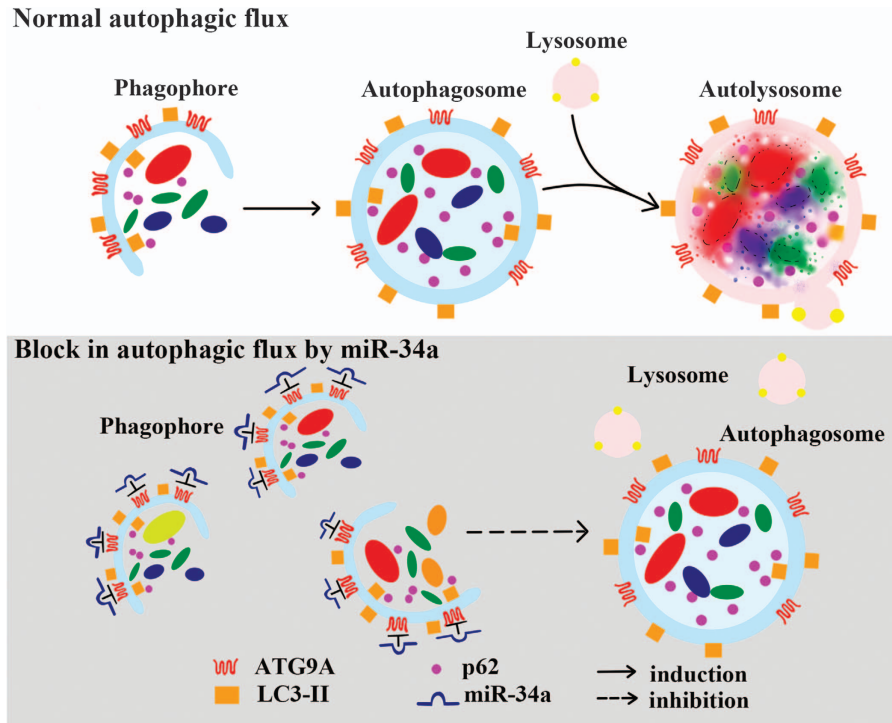 Normal autophagic flux
Lysosome
Phagophore
Autophagosome
Autolysosome
Block in autophagic flux by miR-34a
Lysosome
Phagophore
Autophagosome
ATG9A
p62
induction
LC3-II
miR-34a
inhibition